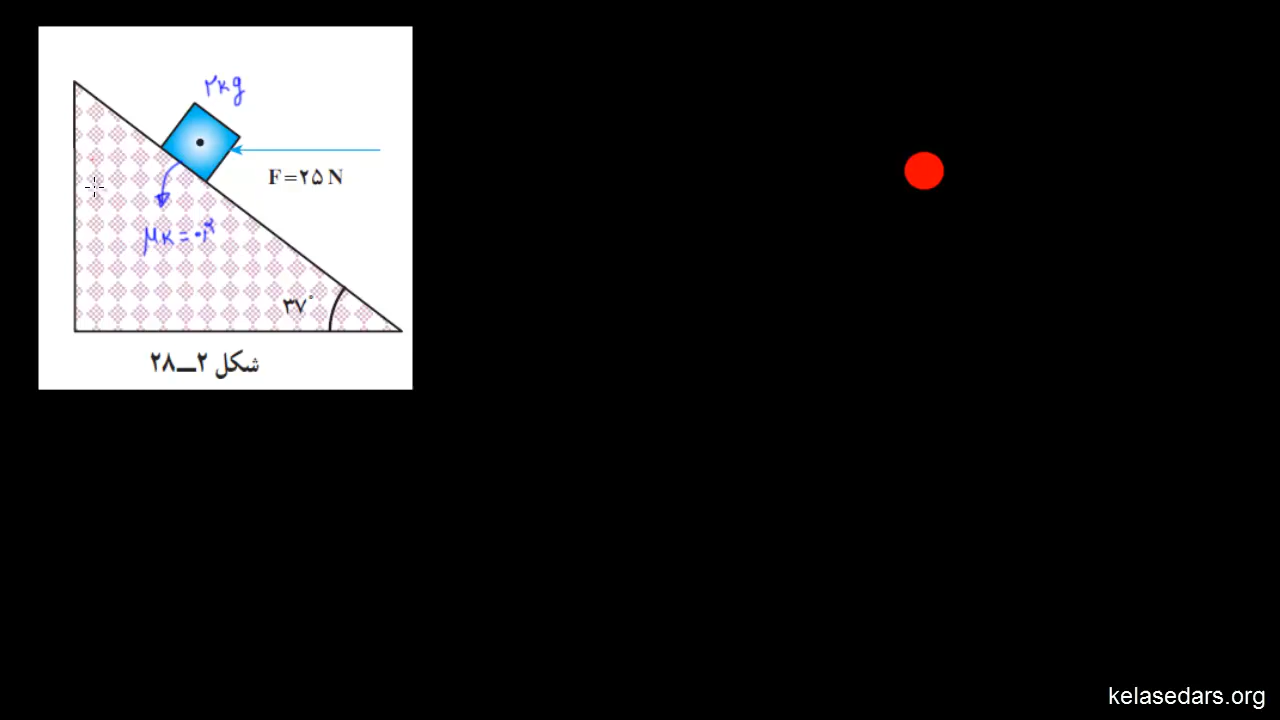 ۲kg
F=۲۵ N
μk = ۰٫۲
۳۷°
شکل ۲ــ۲۸
kelasedars.org